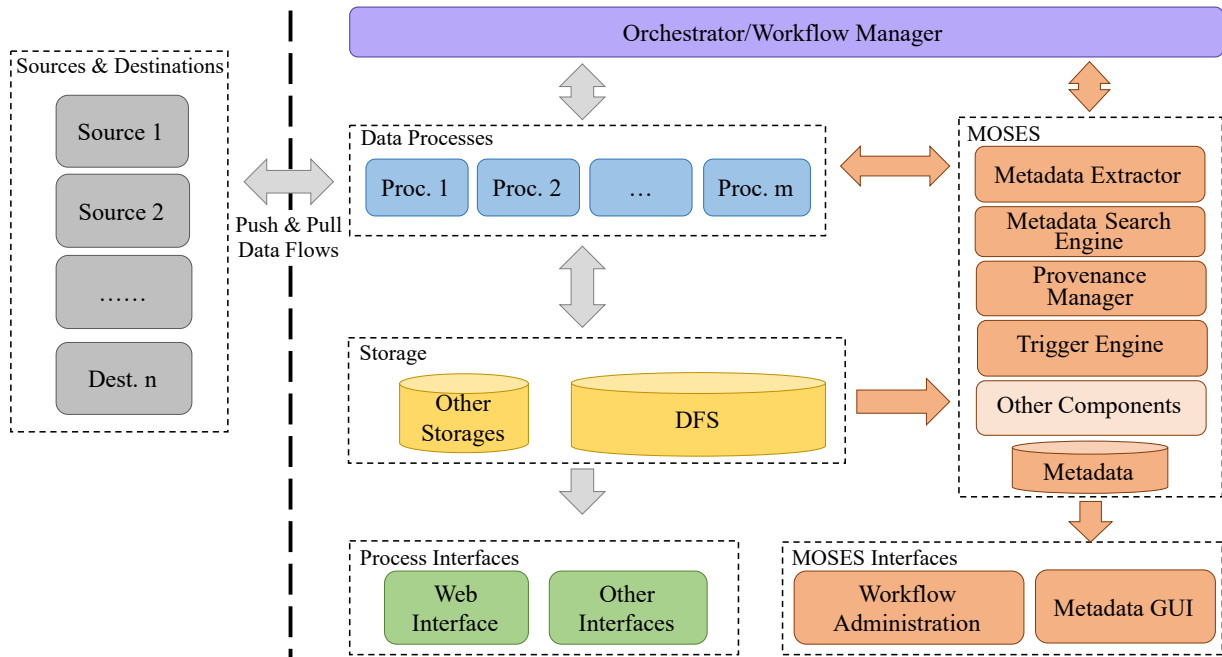 Orchestrator/Workflow Manager
Sources & Destinations
Source 1
Source 2
……
Dest. n
Push & Pull
Data Flows
Data Processes
Proc. 1
Proc. 2
…
Proc. m
Storage
Other
Storages
DFS
Process Interfaces
Web
Interface
Other
Interfaces
MOSES
Metadata Extractor
Metadata Search
Engine
Provenance
Manager
Trigger Engine
Other Components
Metadata
MOSES Interfaces
Workflow
Administration
Metadata GUI